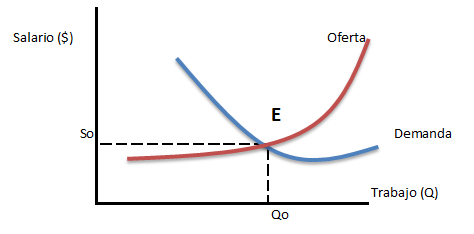 Salario ($)
Oferta
E
So
Demanda
Trabajo (Q)
Qo